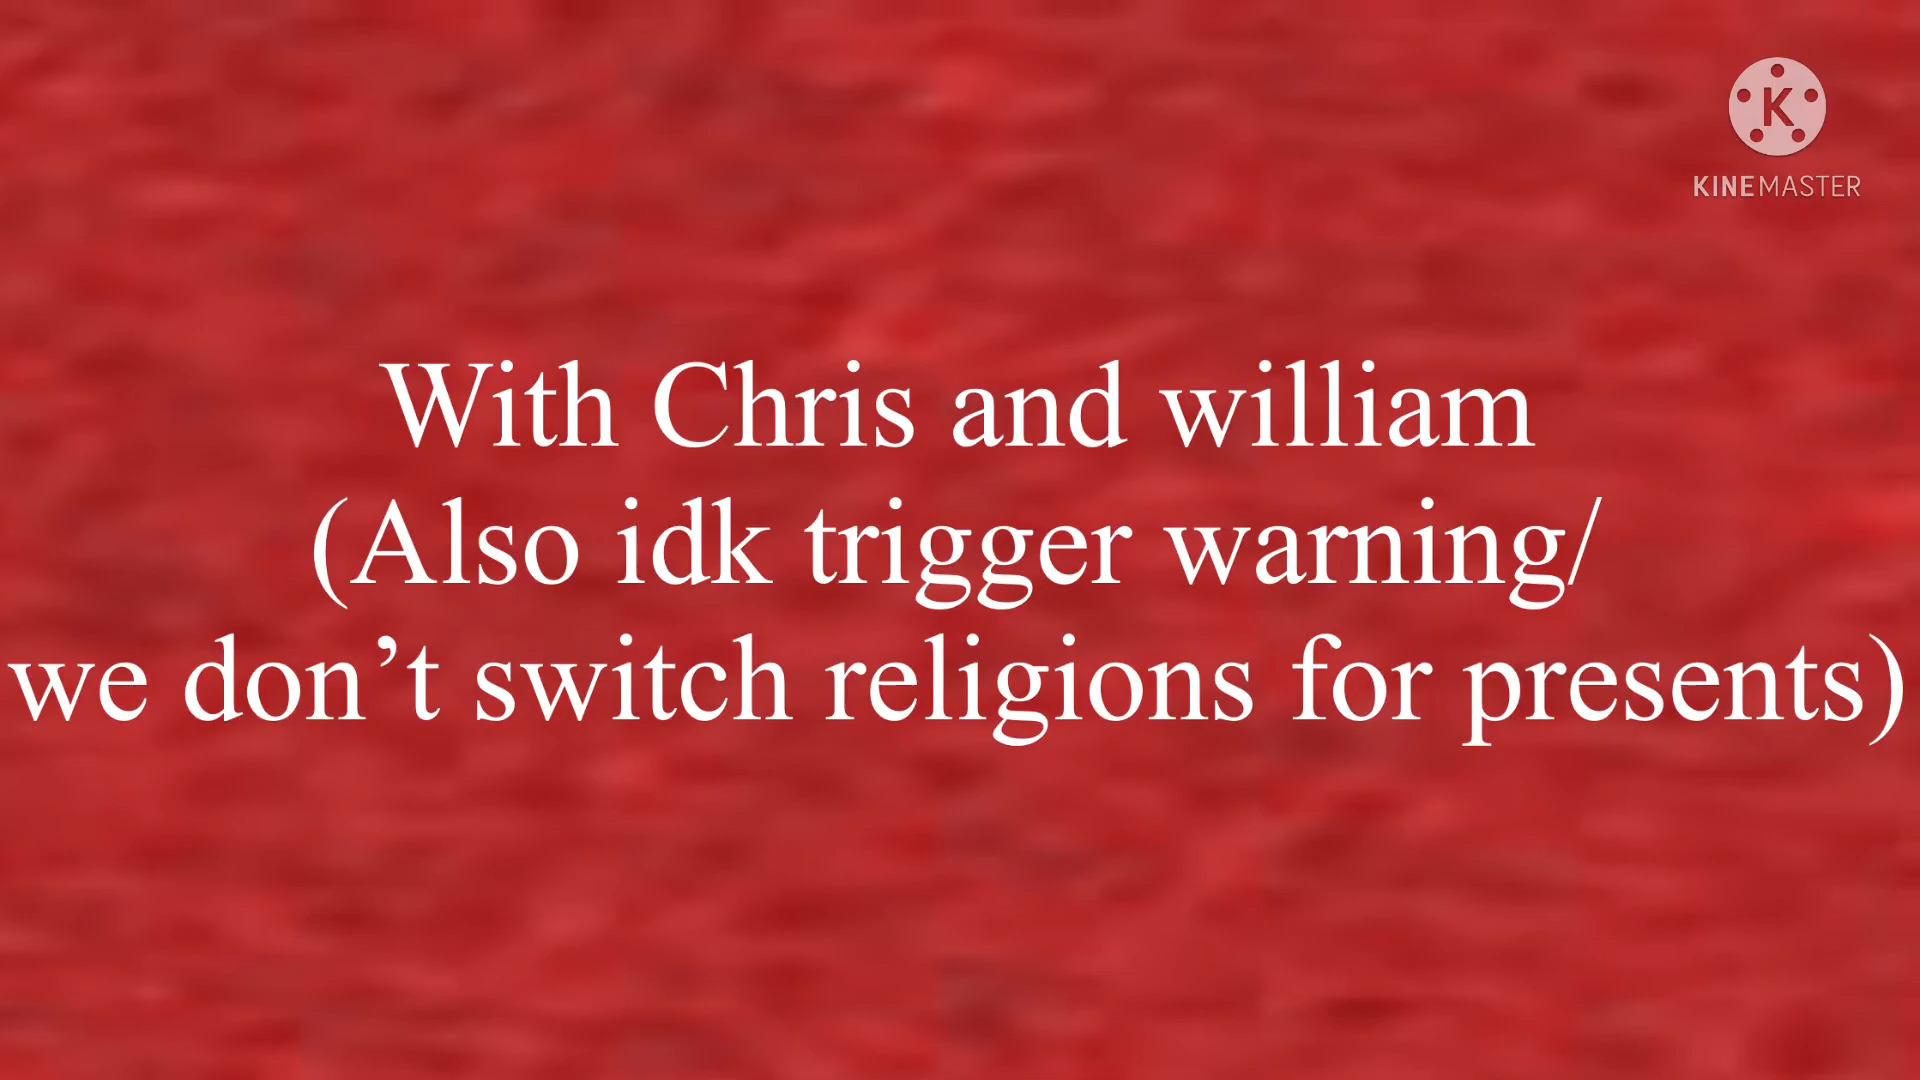 K
KINEMASTER
With Chris and william
(Also idk trigger warning/
we don’t switch religions for presents)